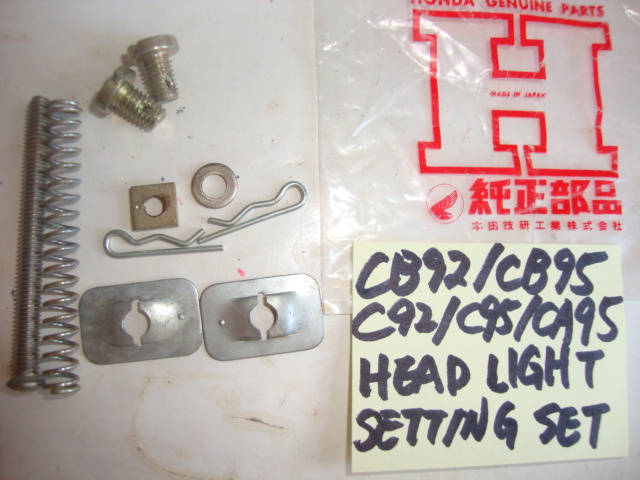 HONDA GENUINE PARTS
H
MADE IN JAPAN
純正部品
本田技研工業株式会社
CB92/CB95
C92/C95/CA95
HEAD LIGHT
SETTING SET